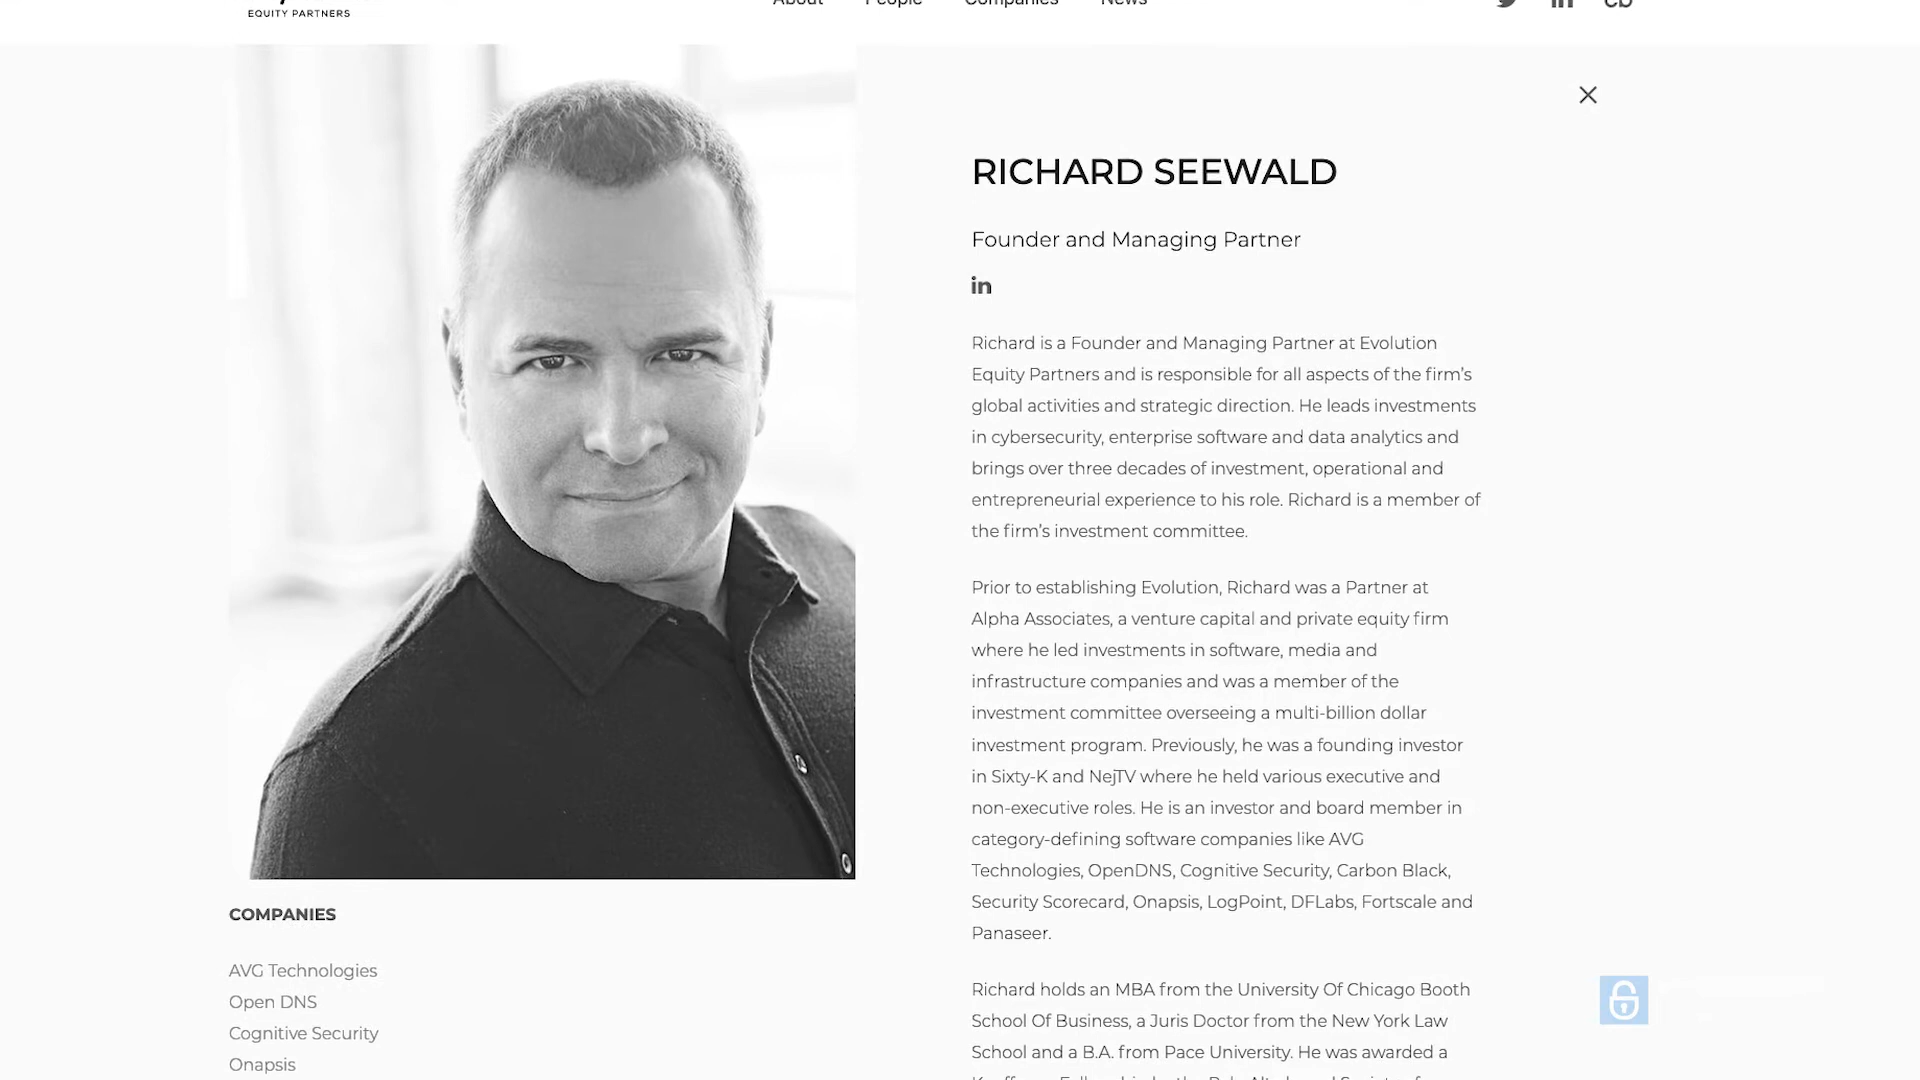 EQUITY PARTNERS
About People Companies News
RICHARD SEEWALD
Founder and Managing Partner
in
Richard is a Founder and Managing Partner at Evolution
Equity Partners and is responsible for all aspects of the firm's
global activities and strategic direction. He leads investments
in cybersecurity, enterprise software and data analytics and
brings over three decades of investment, operational and
entrepreneurial experience to his role. Richard is a member of
the firm's investment committee.
Prior to establishing Evolution, Richard was a Partner at
Alpha Associates, a venture capital and private equity firm
where he led investments in software, media and
infrastructure companies and was a member of the
investment committee overseeing a multi-billion dollar
investment program. Previously, he was a founding investor
in Sixty-K and NejTV where he held various executive and
non-executive roles. He is an investor and board member in
category-defining software companies like AVG
Technologies, OpenDNS, Cognitive Security, Carbon Black,
Security Scorecard, Onapsis, LogPoint, DFLabs, Fortscale and
Panaseer.
Richard holds an MBA from the University Of Chicago Booth
School Of Business, a Juris Doctor from the New York Law
School and a B.A. from Pace University. He was awarded a
COMPANIES
AVG Technologies
Open DNS
Cognitive Security
Onapsis